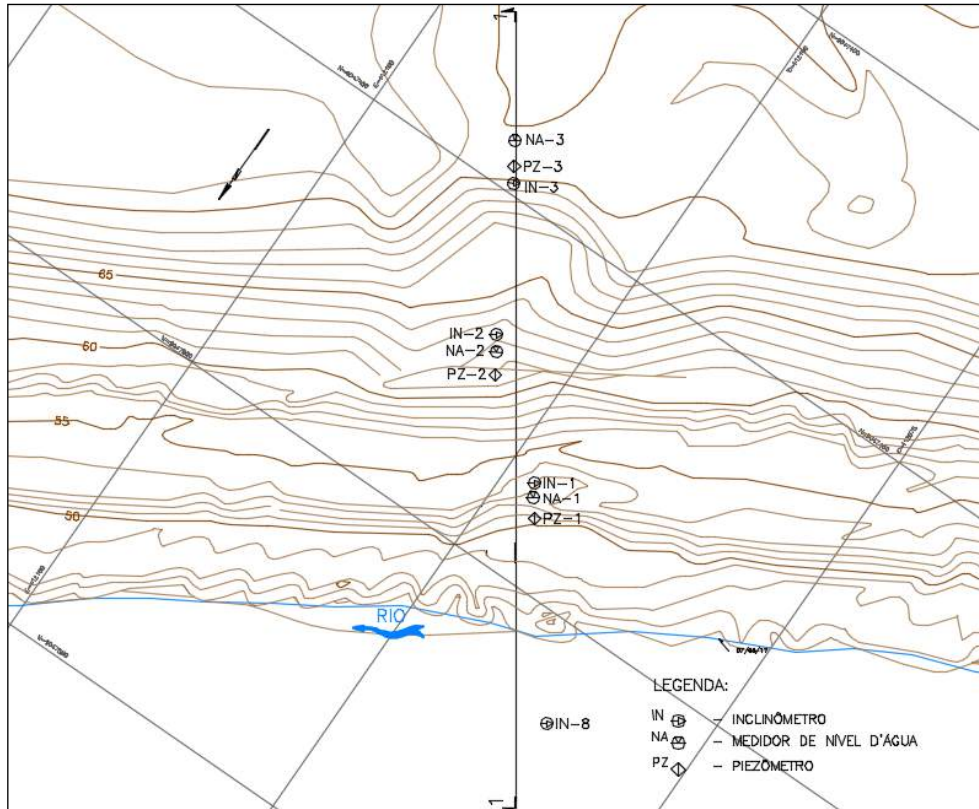 1
NA-3
PZ-3
IN-3
65
IN-2
60
NA-2
PZ-2
55
IN-1
NA-1
50
PZ-1
RIO
LEGENDA:
IN-8
IN - INCLINÔMETRO
NA - MEDIDOR DE NÍVEL D'ÁGUA
PZ - PIEZÔMETRO
1